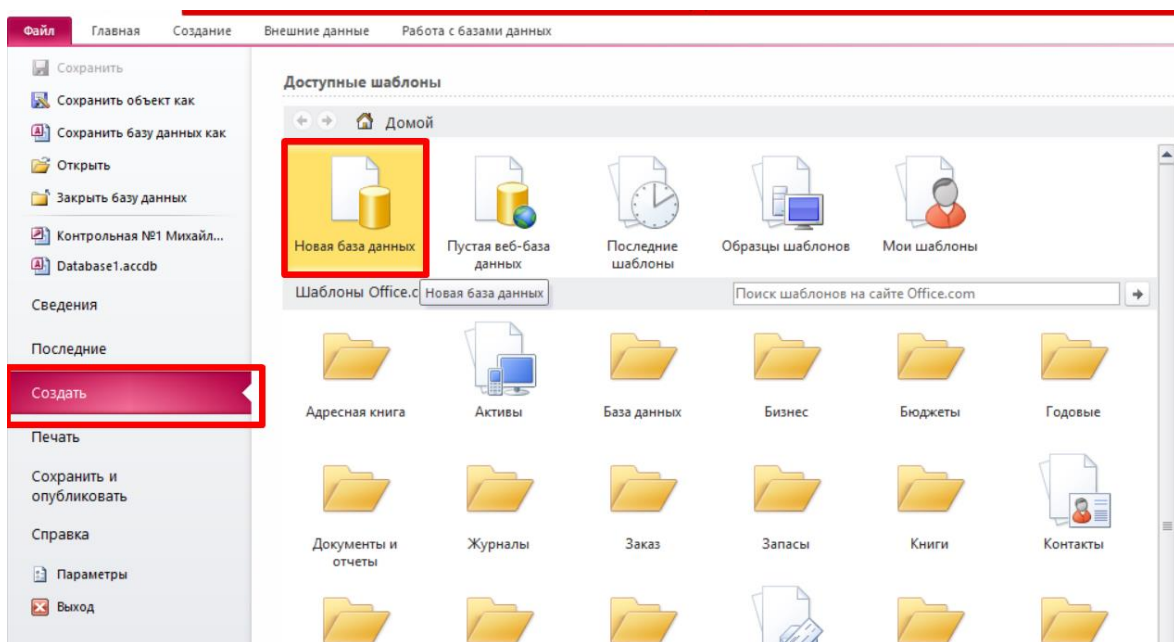 Файл Главная Создание Внешние данные Работа с базами данных
Сохранить
Сохранить объект как
Сохранить базу данных как
Открыть
Закрыть базу данных
Контрольная №1 Михайл...
Database1.accdb
Сведения
Последние
Создать
Печать
Сохранить и
опубликовать
Справка
Параметры
Выход
Доступные шаблоны
Домой
Новая база данных Пустая веб-база Последние Образцы шаблонов Мои шаблоны
данных шаблоны
Шаблоны Office.c Новая база данных Поиск шаблонов на сайте Office.com
Адресная книга Активы База данных Бизнес Бюджеты Годовые
Документы и Журналы Заказ Запасы Книги Контакты
отчеты